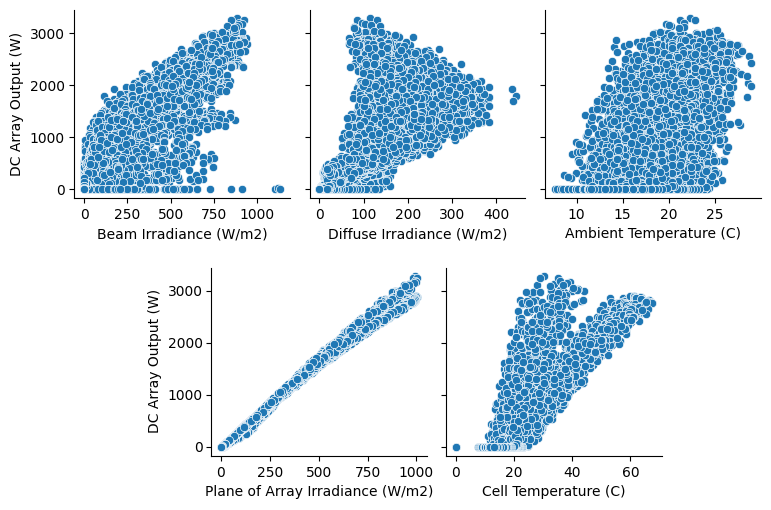 DC Array Output (W)
3000
2000
1000
0
0 250 500 750 1000
Beam Irradiance (W/m2)
0 100 200 300 400
Diffuse Irradiance (W/m2)
10 15 20 25
Ambient Temperature (C)
DC Array Output (W)
3000
2000
1000
0
0 250 500 750 1000
Plane of Array Irradiance (W/m2)
0 20 40 60
Cell Temperature (C)